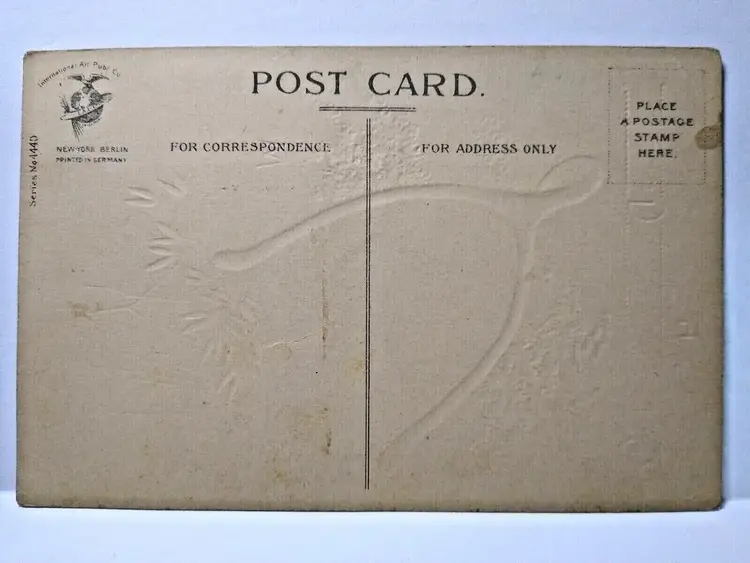 International Art Publ. Co.
POST CARD.
PLACE
A POSTAGE
STAMP
HERE.
NEW-YORK BERLIN
PRINTED IN GERMANY
FOR CORRESPONDENCE
FOR ADDRESS ONLY
Series No 4440